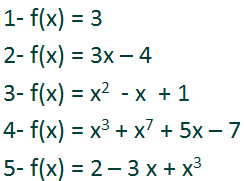 1- f(x) = 3
2- f(x) = 3x – 4
3- f(x) = x² - x + 1
4- f(x) = x³ + x⁷ + 5x – 7
5- f(x) = 2 – 3 x + x³